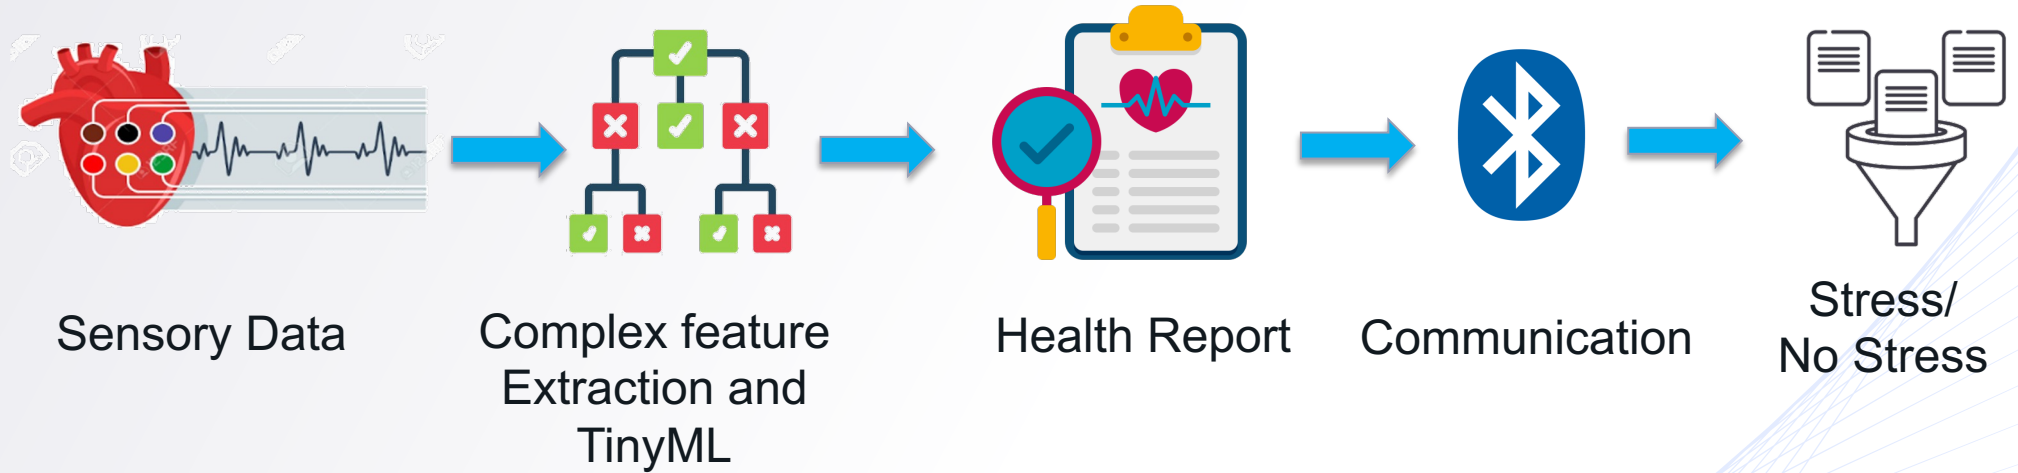 Sensory Data
Complex feature
Extraction and
TinyML
Health Report
Communication
Stress/
No Stress